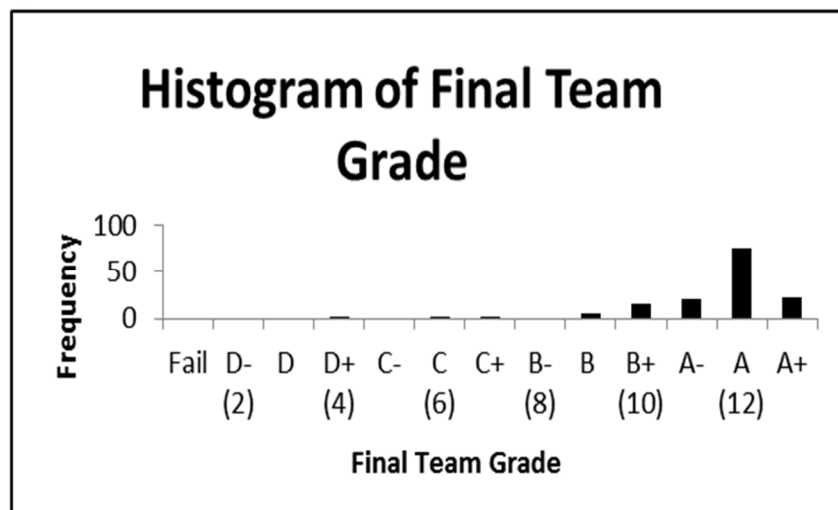 Histogram of Final Team
Grade
Frequency
100
50
0
Fail D- D D+ C- C C+ B- B B+ A- A A+
(2) (4) (6) (8) (10) (12)
Final Team Grade